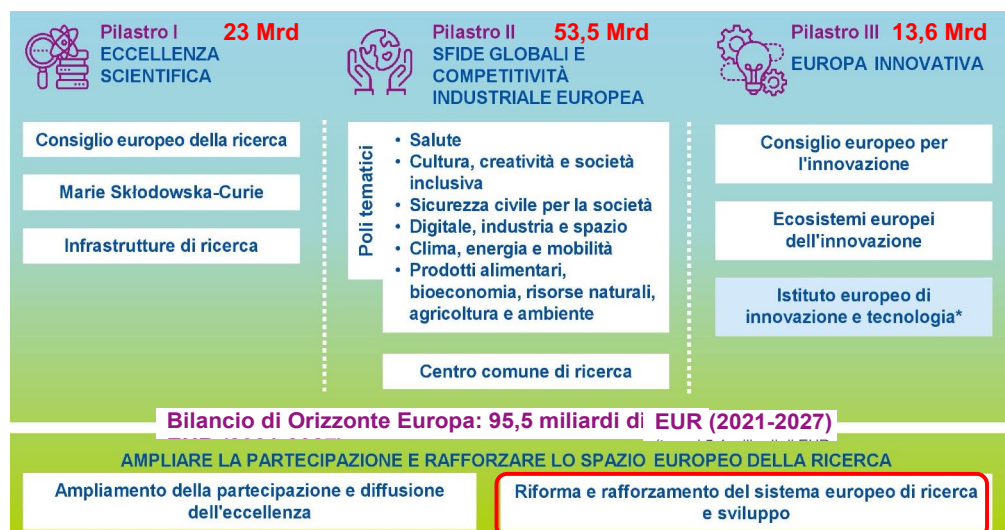 Pilastro I 23 Mrd
ECCELLENZA
SCIENTIFICA
Consiglio europeo della ricerca
Marie Skłodowska-Curie
Infrastrutture di ricerca
Pilastro II 53,5 Mrd
SFIDE GLOBALI E
COMPETITIVITÀ
INDUSTRIALE EUROPEA
Poli tematici
• Salute
• Cultura, creatività e società
inclusiva
• Sicurezza civile per la società
• Digitale, industria e spazio
• Clima, energia e mobilità
• Prodotti alimentari,
bioeconomia, risorse naturali,
agricoltura e ambiente
Centro comune di ricerca
Pilastro III 13,6 Mrd
EUROPA INNOVATIVA
Consiglio europeo per
l'innovazione
Ecosistemi europei
dell'innovazione
Istituto europeo di
innovazione e tecnologia*
Bilancio di Orizzonte Europa: 95,5 miliardi di EUR (2021-2027)
AMPLIARE LA PARTECIPAZIONE E RAFFORZARE LO SPAZIO EUROPEO DELLA RICERCA
Ampliamento della partecipazione e diffusione
dell'eccellenza
Riforma e rafforzamento del sistema europeo di ricerca
e sviluppo